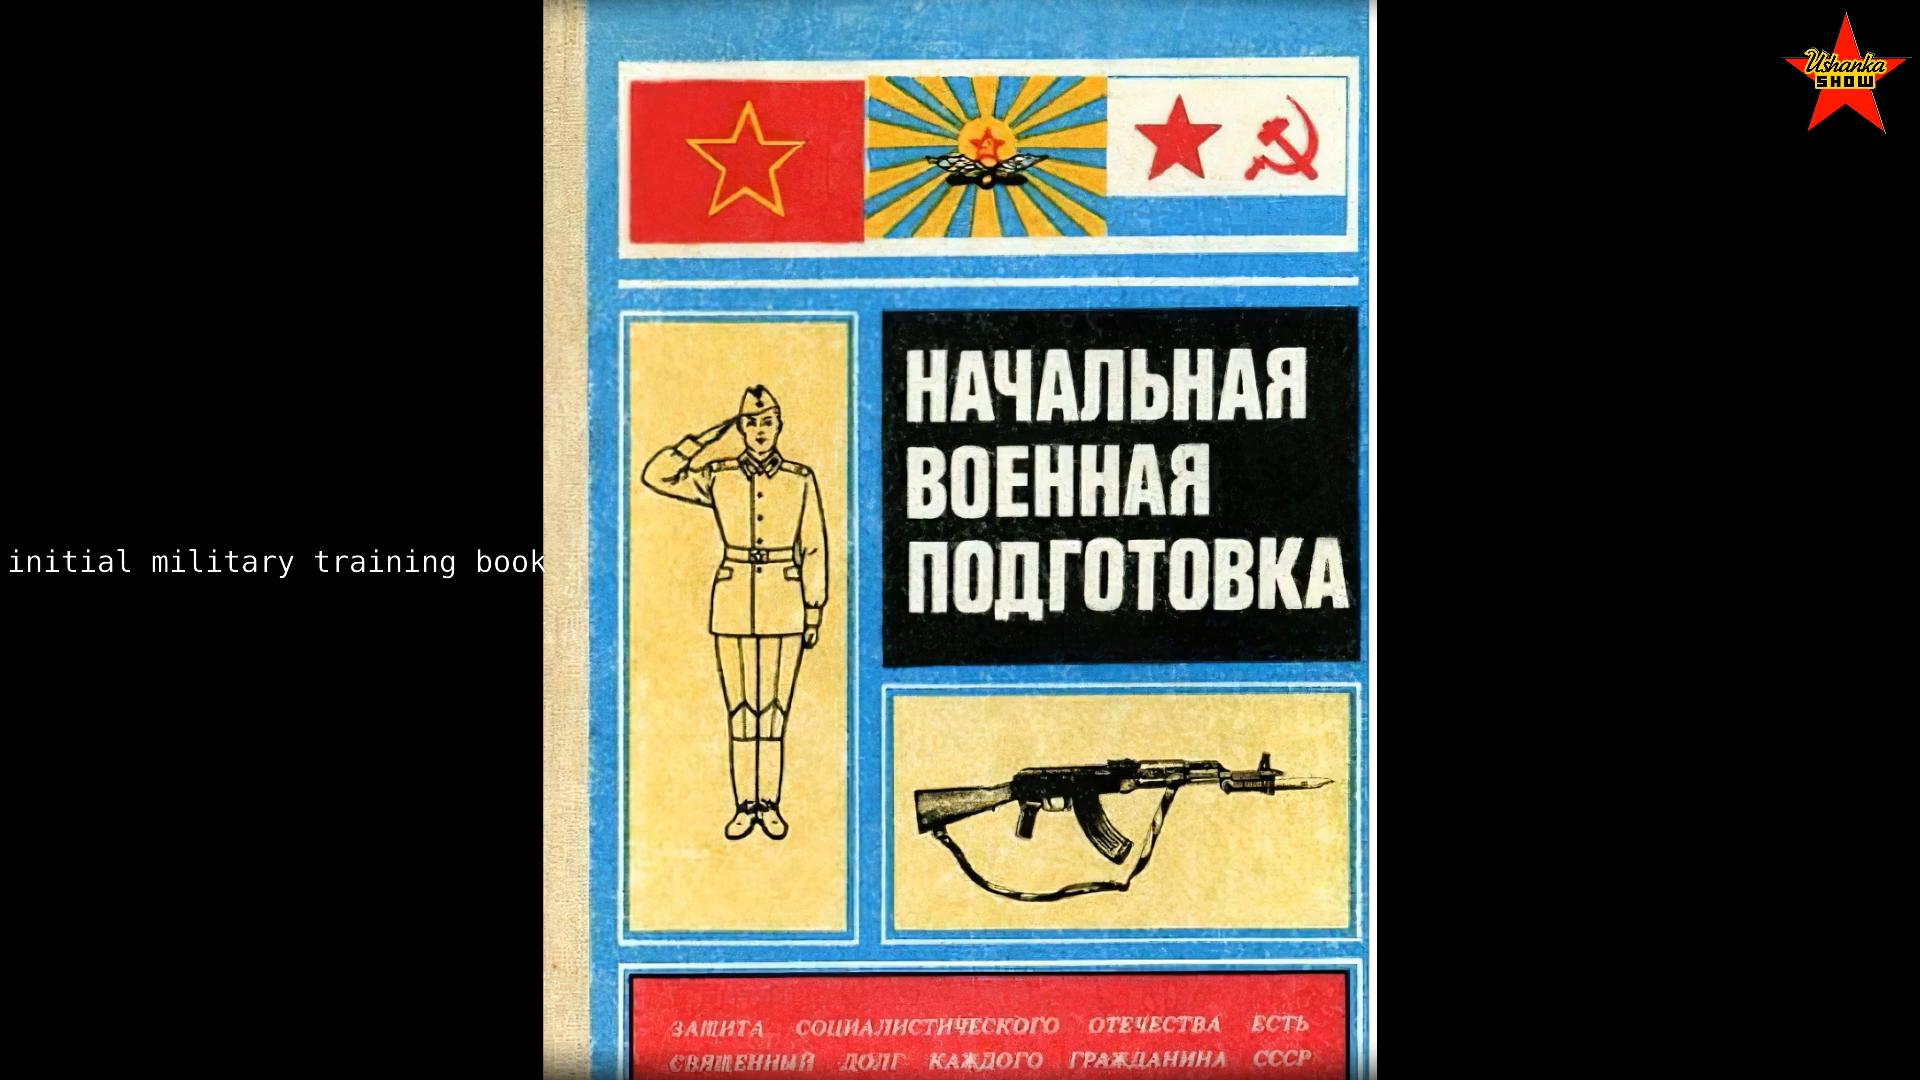 Ushanka
SHOW
НАЧАЛЬНАЯ
ВОЕННАЯ
ПОДГОТОВКА
initial military training book
ЗАЩИТА СОЦИАЛИСТИЧЕСКОГО ОТЕЧЕСТВА ЕСТЬ
СВЯЩЕННЫЙ ДОЛГ КАЖДОГО ГРАЖДАНИНА СССР